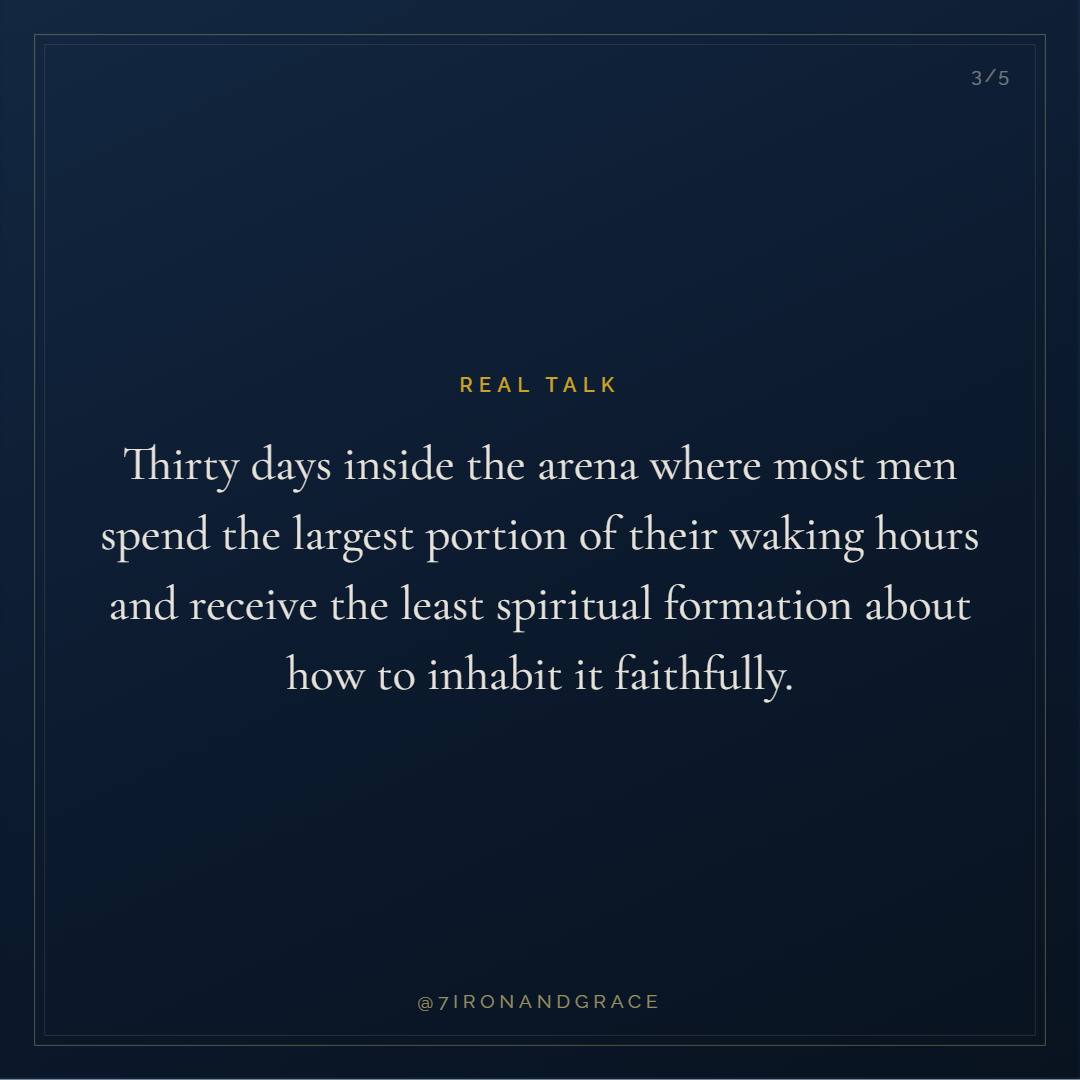 3/5
REAL TALK
Thirty days inside the arena where most men
spend the largest portion of their waking hours
and receive the least spiritual formation about
how to inhabit it faithfully.
@7IRONANDGRACE